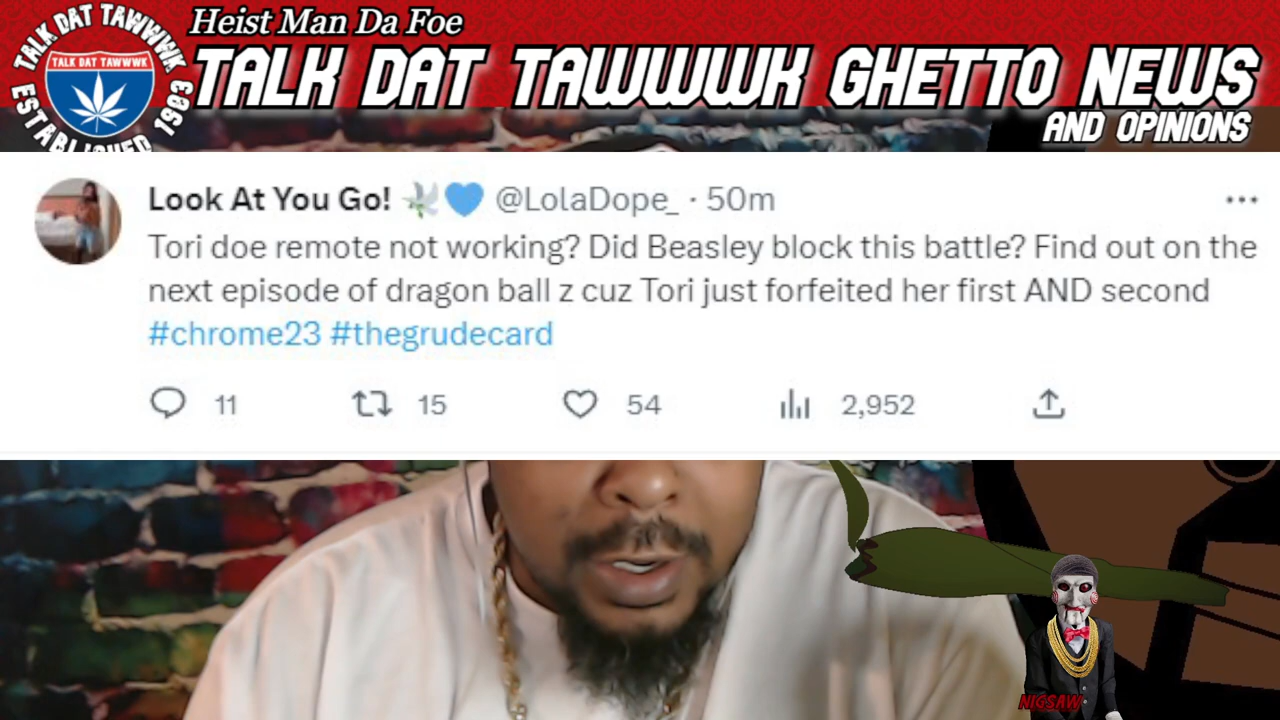 Heist Man Da Foe
TALK DAT TAWWWK
TALK DAT TAWWWK GHETTO NEWS
TALK DAT TAWWWK
ESTABLISHED 1983
AND OPINIONS
Look At You Go! 🕊💙 @LolaDope_ · 50m
Tori doe remote not working? Did Beasley block this battle? Find out on the
next episode of dragon ball z cuz Tori just forfeited her first AND second
#chrome23 #thegrudecard
11 15 54 2,952
NIGSAW